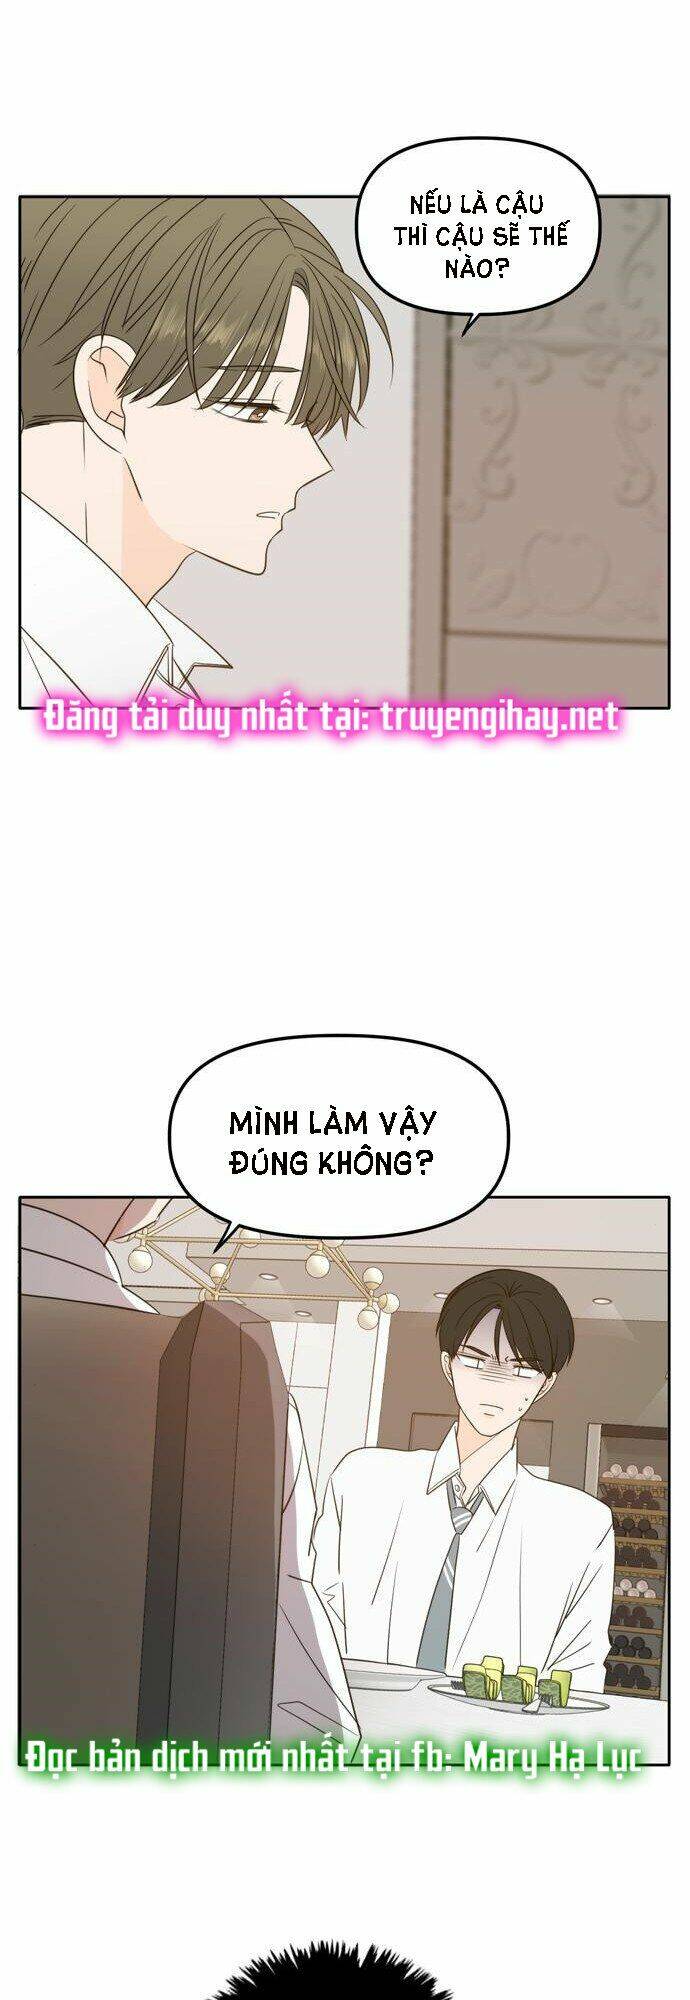 NẾU LÀ CẬU
THÌ CẬU SẼ THẾ
NÀO?
Đăng tải duy nhất tại: truyengihay.net
MÌNH LÀM VẬY
ĐÚNG KHÔNG?
Đọc bản dịch mới nhất tại fb: Mary Hạ Lục